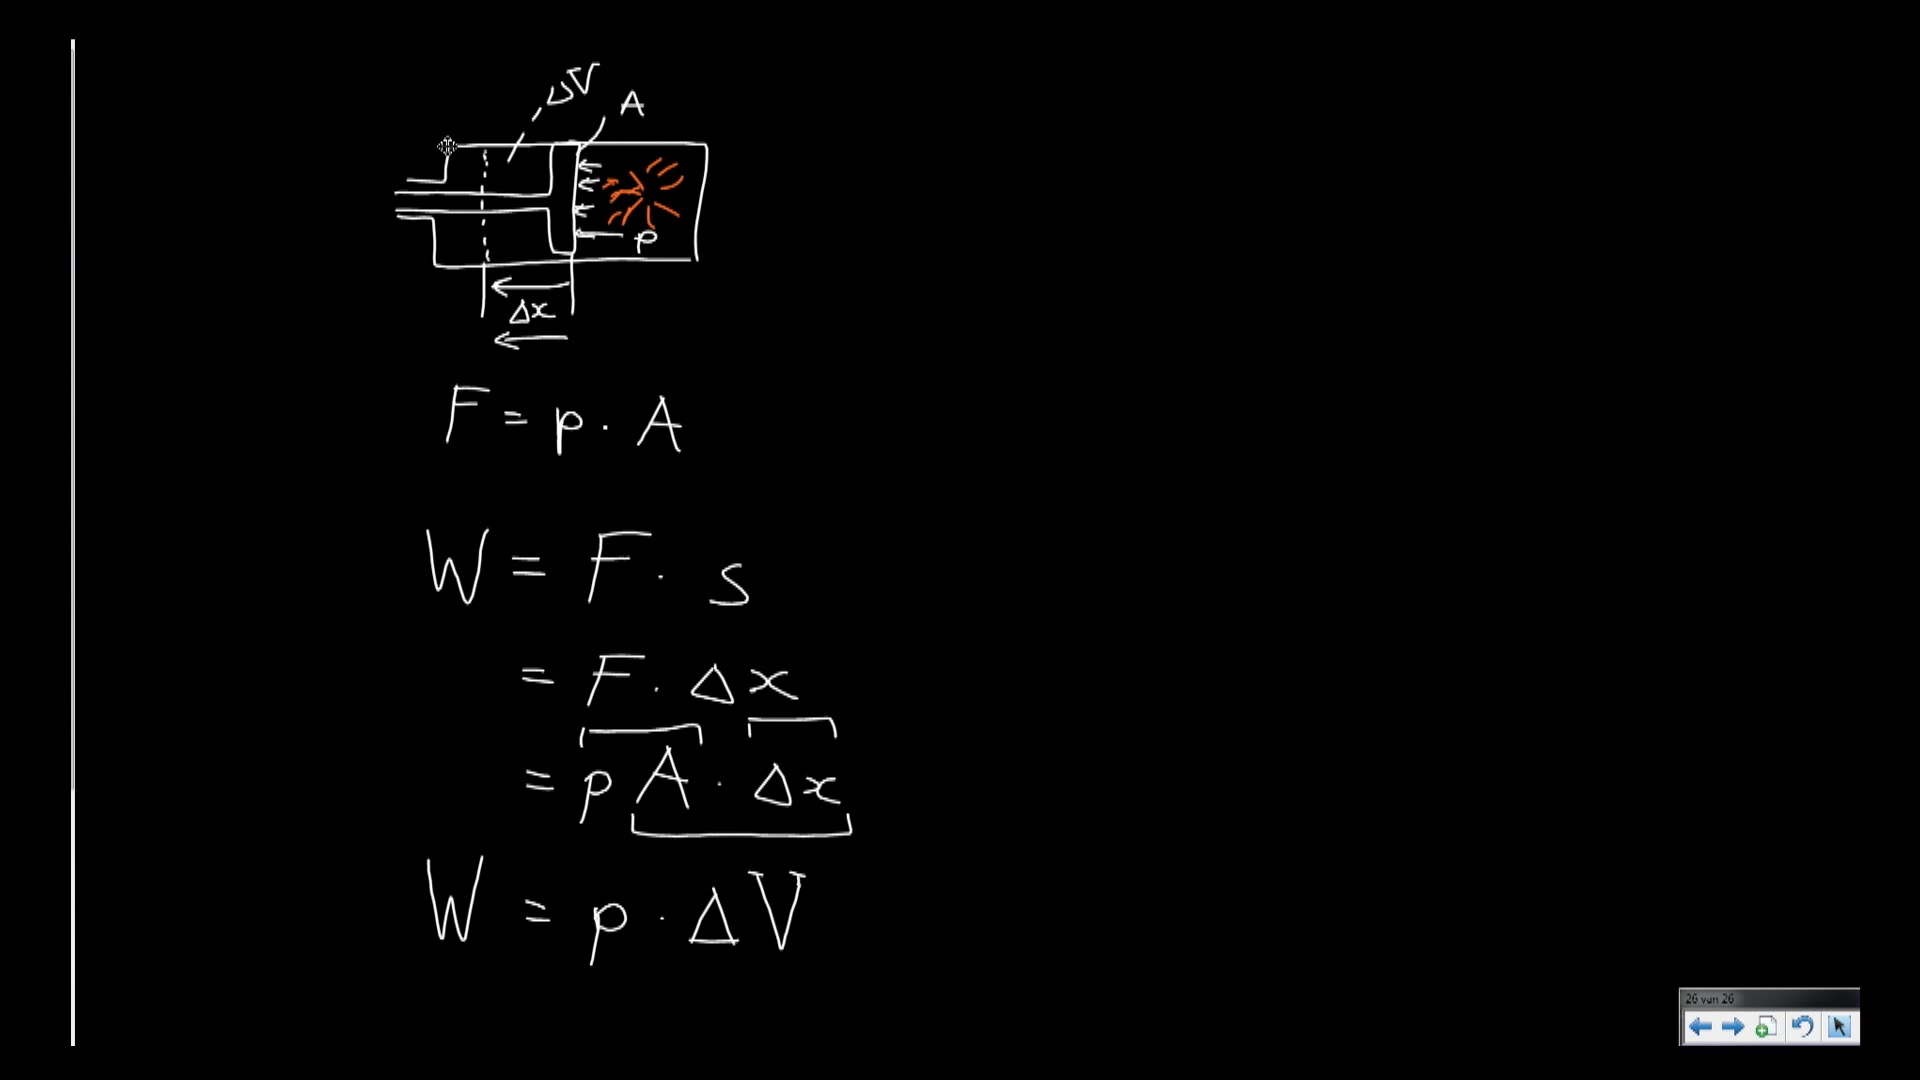 ΔV
A
p
Δx
F = p · A
W = F · s
= F · Δx
= p A · Δx
W = p · ΔV
26 van 26